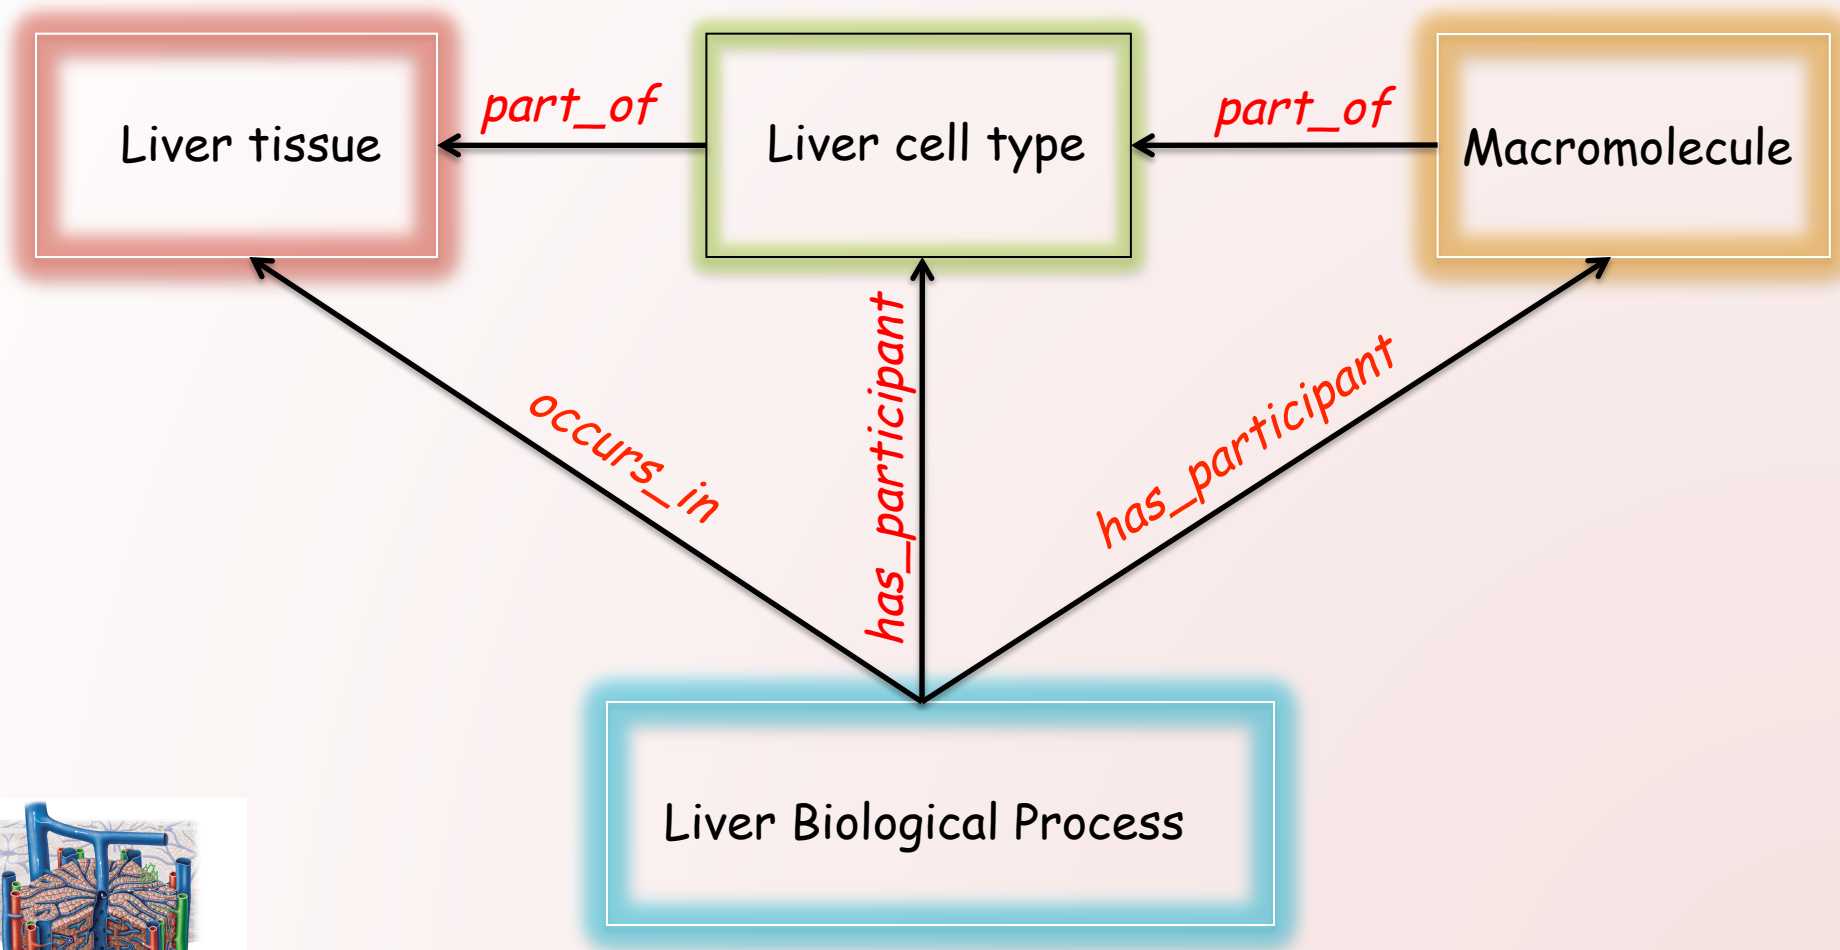 part_of
part_of
Liver tissue
Liver cell type
Macromolecule
occurs_in
has_participant
has_participant
Liver Biological Process